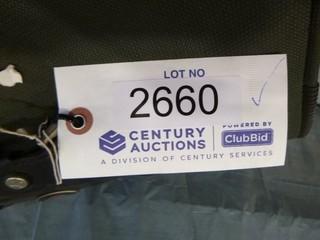 LOT NO
2660
CENTURY AUCTIONS
POWERED BY
ClubBid
A DIVISION OF CENTURY SERVICES